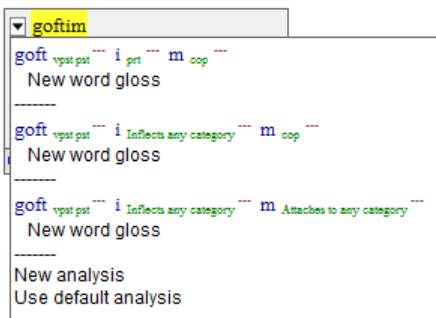 goftim
goft vpst pst --- i prt --- m cop ---
New word gloss
-------
goft vpst pst --- i Inflects any category --- m cop ---
New word gloss
-------
goft vpst pst --- i Inflects any category --- m Attaches to any category ---
New word gloss
-------
New analysis
Use default analysis